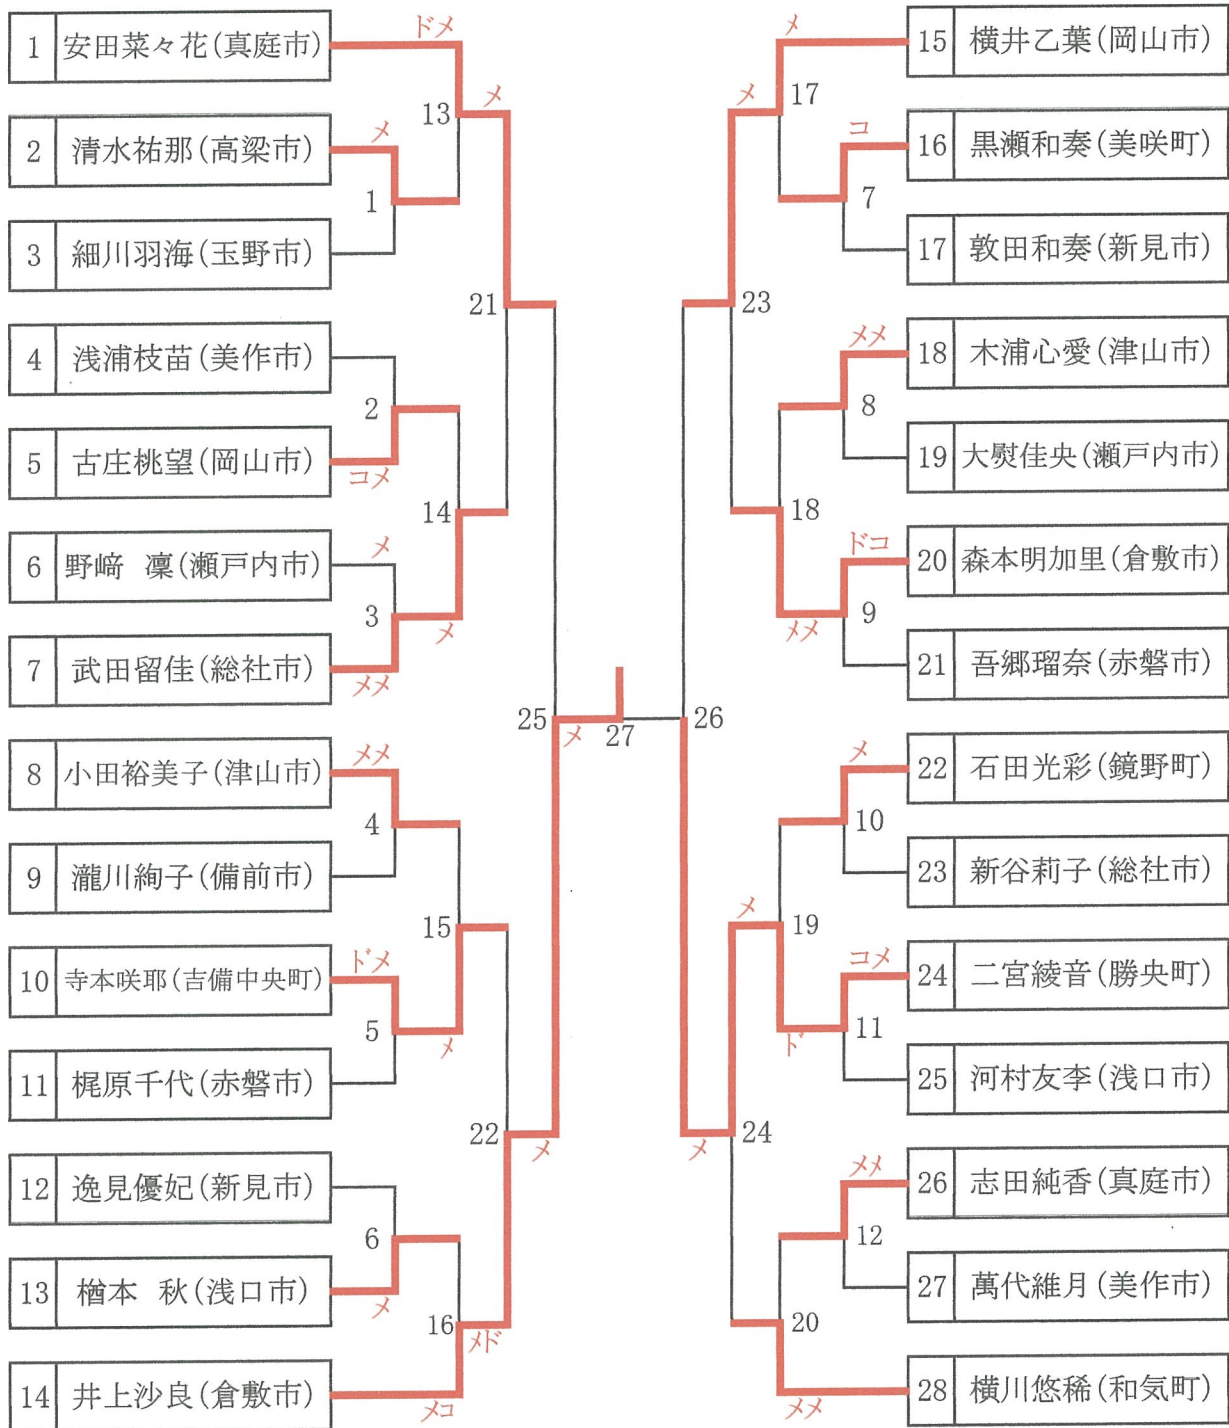 1 安田菜々花(真庭市)
2 清水祐那(高梁市)
3 細川羽海(玉野市)
4 浅浦枝苗(美作市)
5 古庄桃望(岡山市)
6 野﨑 凜(瀬戸内市)
7 武田留佳(総社市)
8 小田裕美子(津山市)
9 瀧川絢子(備前市)
10 寺本咲耶(吉備中央町)
11 梶原千代(赤磐市)
12 逸見優妃(新見市)
13 楢本 秋(浅口市)
14 井上沙良(倉敷市)
ドメ
メ
コメ
メ
メメ
メメ
ドメ
メ
メコ
1
2
3
4
5
6
メ
メ
メド
13
14
15
16
メ
メ
21
22
25
メ
27
26
メ
23
24
メ
メ
17
18
19
20
メ
メメ
ド
メメ
7
8
9
10
11
12
コ
メメ
ドコ
メ
コメ
メメ
15 横井乙葉(岡山市)
16 黒瀬和奏(美咲町)
17 敦田和奏(新見市)
18 木浦心愛(津山市)
19 大熨佳央(瀬戸内市)
20 森本明加里(倉敷市)
21 吾郷瑠奈(赤磐市)
22 石田光彩(鏡野町)
23 新谷莉子(総社市)
24 二宮綾音(勝央町)
25 河村友李(浅口市)
26 志田純香(真庭市)
27 萬代維月(美作市)
28 横川悠稀(和気町)